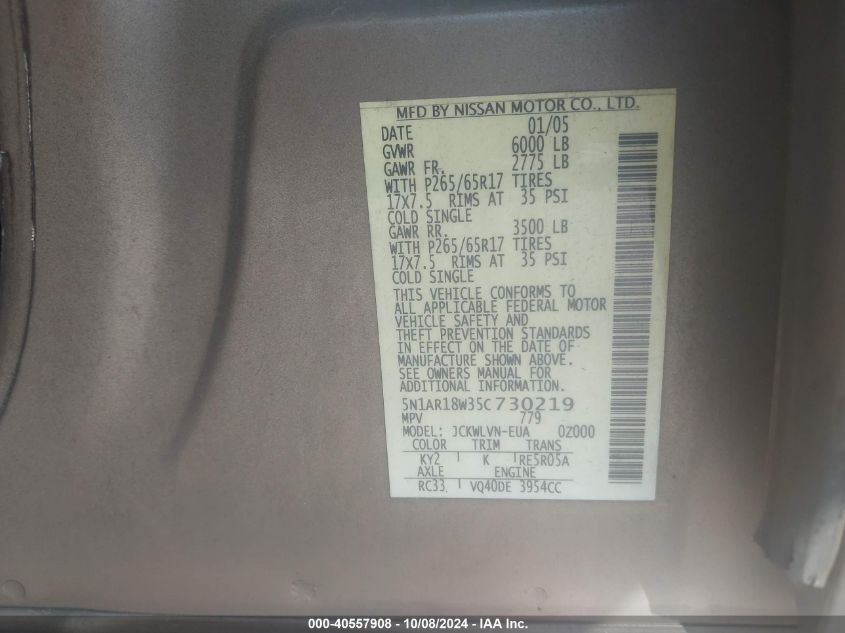 MFD BY NISSAN MOTOR CO., LTD.
DATE 01/05
GVWR 6000 LB
GAWR FR. 2775 LB
WITH P265/65R17 TIRES
17X7.5 RIMS AT 35 PSI
COLD SINGLE
GAWR RR. 3500 LB
WITH P265/65R17 TIRES
17X7.5 RIMS AT 35 PSI
COLD SINGLE
THIS VEHICLE CONFORMS TO
ALL APPLICABLE FEDERAL MOTOR
VEHICLE SAFETY AND
THEFT PREVENTION STANDARDS
IN EFFECT ON THE DATE OF
MANUFACTURE SHOWN ABOVE.
SEE OWNERS MANUAL FOR
ADDITIONAL INFORMATION.
5N1AR18W35C730219
MPV 779
MODEL: JCKWLVN-EUA 0Z000
COLOR TRIM TRANS
KY2 K RE5R05A
AXLE ENGINE
RC33 VQ40DE 3954CC
000-40557908 - 10/08/2024 - IAA Inc.